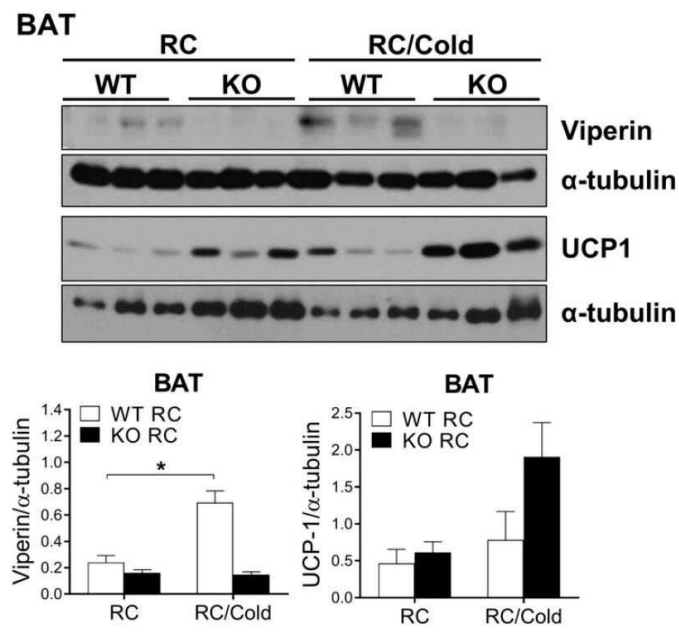 BAT
RC RC/Cold
WT KO WT KO
Viperin
α-tubulin
UCP1
α-tubulin
BAT
Viperin/α-tubulin
1.4
1.2
1.0
0.8
0.6
0.4
0.2
0.0
WT RC
KO RC
*
RC RC/Cold
BAT
UCP-1/α-tubulin
2.5
2.0
1.5
1.0
0.5
0.0
WT RC
KO RC
RC RC/Cold